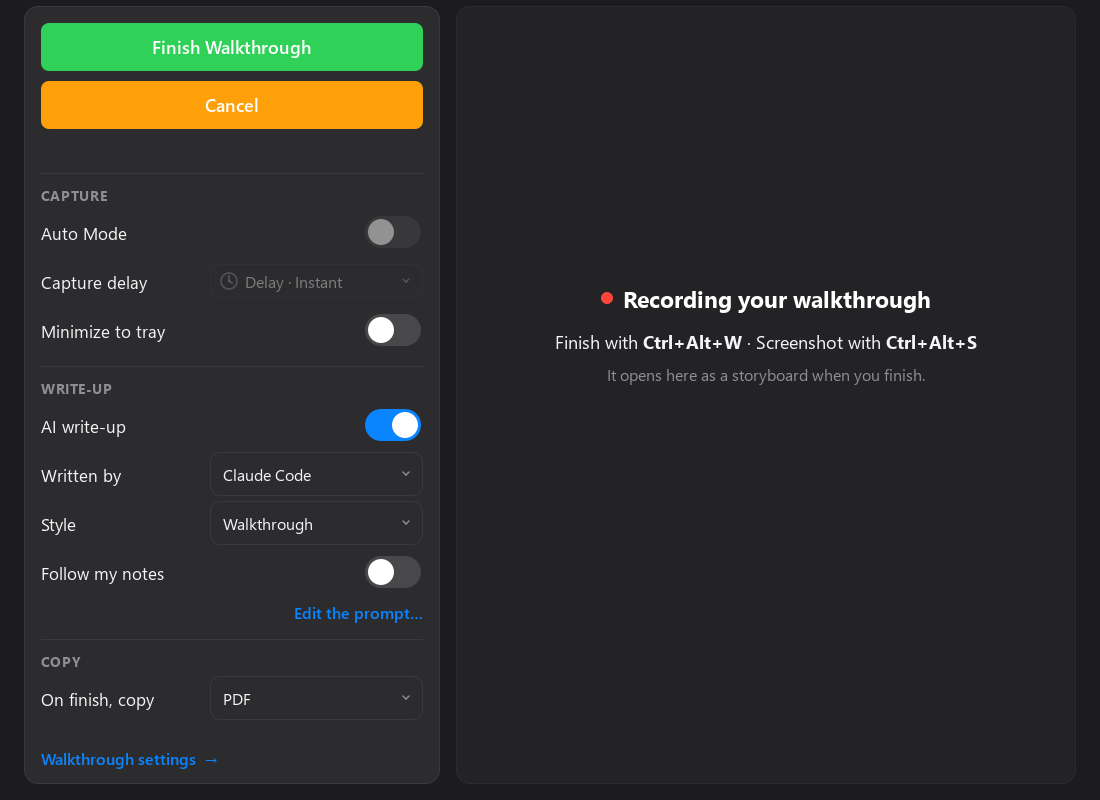 Finish Walkthrough
Cancel
CAPTURE
Auto Mode
Capture delay
Delay · Instant
Minimize to tray
WRITE-UP
AI write-up
Written by
Claude Code
Style
Walkthrough
Follow my notes
Edit the prompt...
COPY
On finish, copy
PDF
Walkthrough settings →
Recording your walkthrough
Finish with Ctrl+Alt+W · Screenshot with Ctrl+Alt+S
It opens here as a storyboard when you finish.